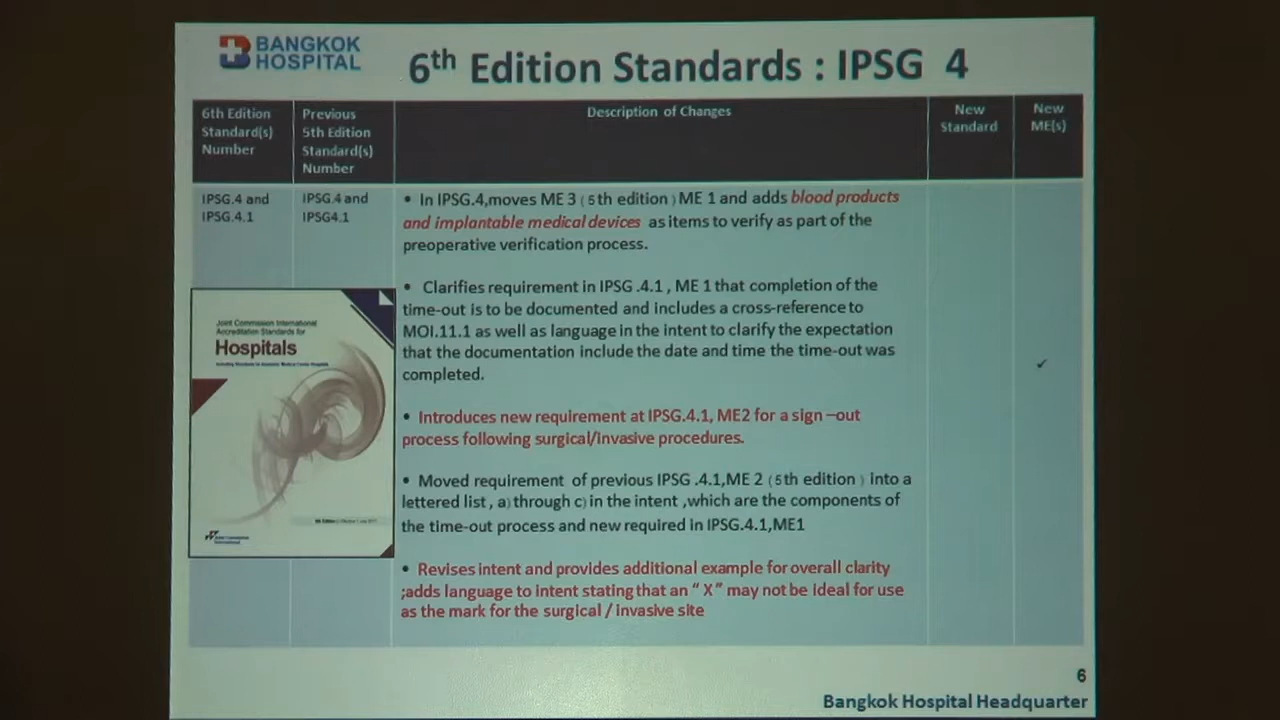 BANGKOK
HOSPITAL
6th Edition Standards : IPSG 4
6th Edition
Standard(s)
Number
Previous
5th Edition
Standard(s)
Number
Description of Changes
New
Standard
New
ME(s)
IPSG.4 and
IPSG.4.1
IPSG.4 and
IPSG4.1
• In IPSG.4,moves ME 3 (5th edition) ME 1 and adds blood products
and implantable medical devices as items to verify as part of the
preoperative verification process.
• Clarifies requirement in IPSG .4.1 , ME 1 that completion of the
time-out is to be documented and includes a cross-reference to
MOI.11.1 as well as language in the intent to clarify the expectation
that the documentation include the date and time the time-out was
completed.
✓
• Introduces new requirement at IPSG.4.1, ME2 for a sign –out
process following surgical/invasive procedures.
• Moved requirement of previous IPSG .4.1,ME 2 (5th edition ) into a
lettered list , a) through c) in the intent ,which are the components of
the time-out process and new required in IPSG.4.1,ME1
• Revises intent and provides additional example for overall clarity
;adds language to intent stating that an “ X” may not be ideal for use
as the mark for the surgical / invasive site
Joint Commission International
Accreditation Standards for
Hospitals
Joint Commission
International
6
Bangkok Hospital Headquarter